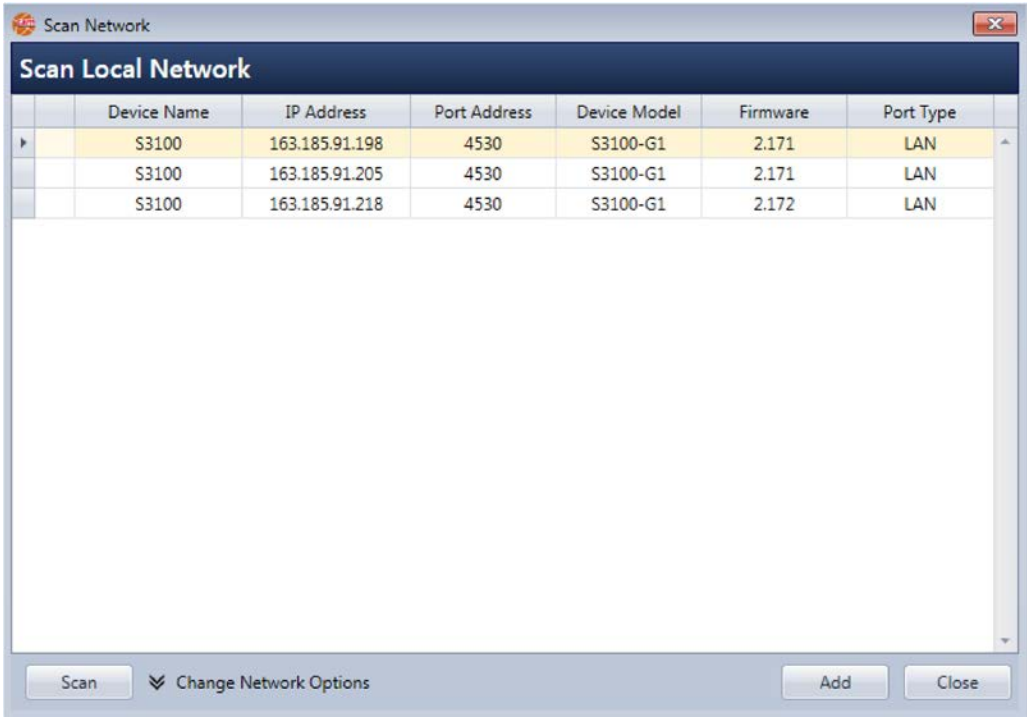 Scan Network
Scan Local Network
Device Name IP Address Port Address Device Model Firmware Port Type
S3100 163.185.91.198 4530 S3100-G1 2.171 LAN
S3100 163.185.91.205 4530 S3100-G1 2.171 LAN
S3100 163.185.91.218 4530 S3100-G1 2.172 LAN
Scan Change Network Options Add Close